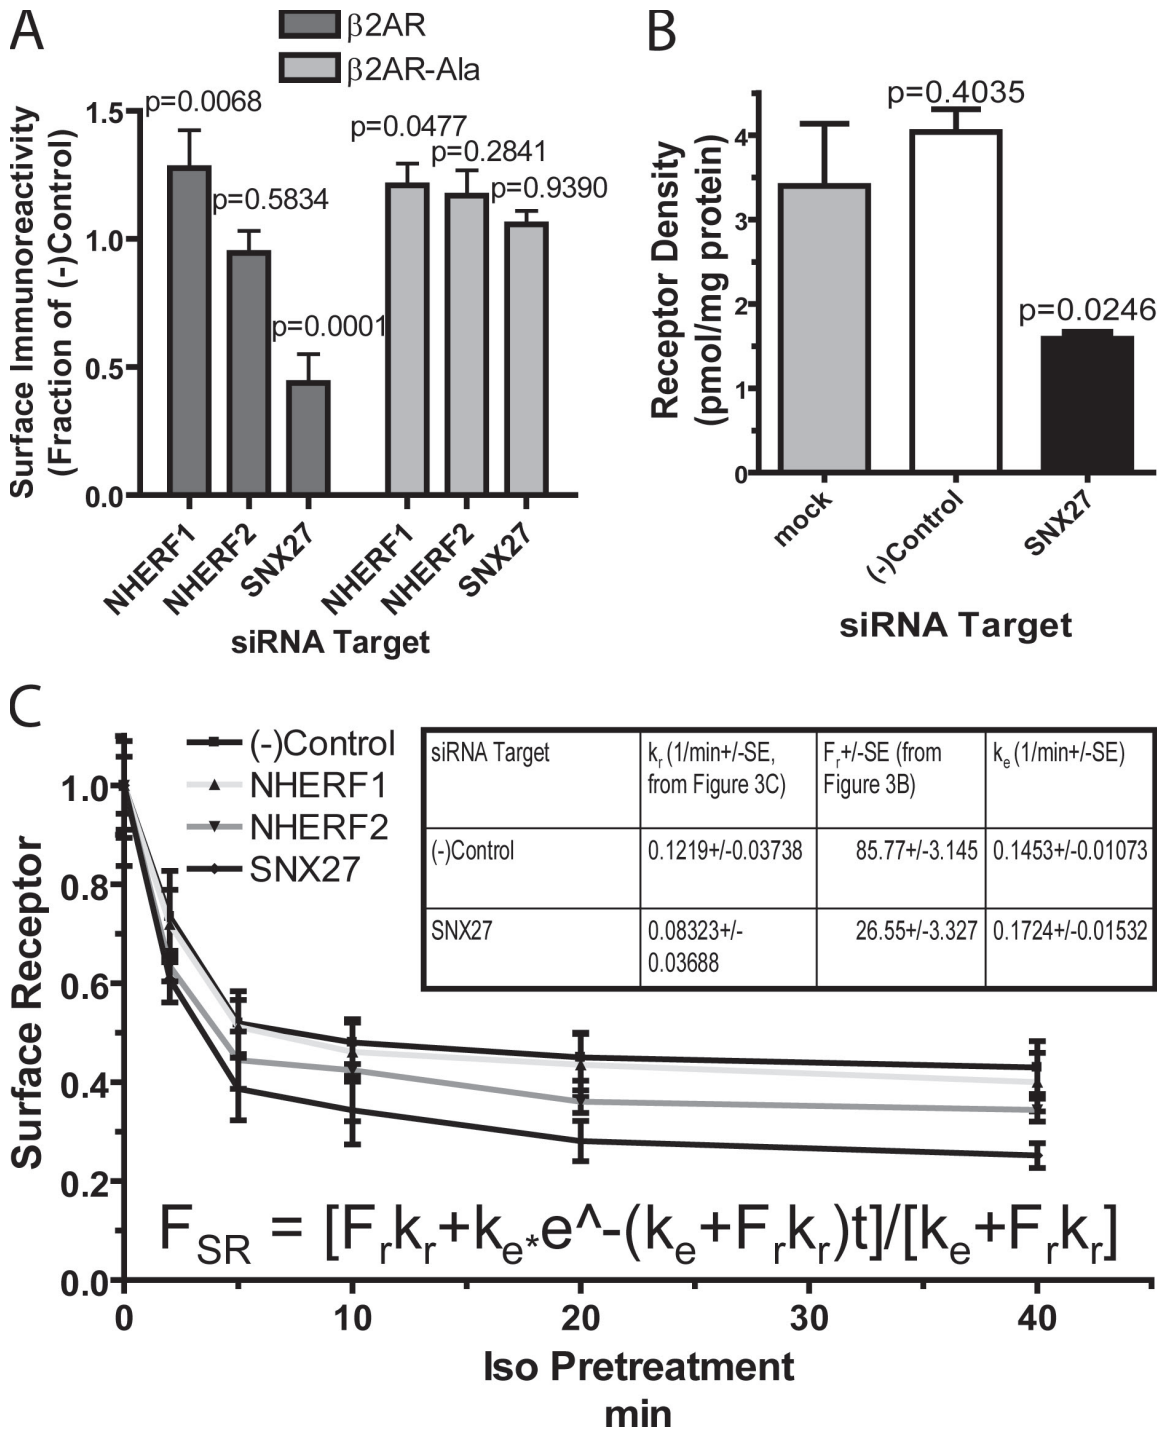 A
β2AR
β2AR-Ala
Surface Immunoreactivity
(Fraction of (-)Control)
1.5
1.0
0.5
0.0
p=0.0068
p=0.5834
p=0.0001
p=0.0477
p=0.2841
p=0.9390
NHERF1
NHERF2
SNX27
NHERF1
NHERF2
SNX27
siRNA Target
B
Receptor Density
(pmol/mg protein)
4
3
2
1
0
p=0.4035
p=0.0246
mock
(-)Control
SNX27
siRNA Target
C
(-)Control
NHERF1
NHERF2
SNX27
siRNA Target
kr (1/min+/-SE,
from Figure 3C)
Fr+/-SE (from
Figure 3B)
ke (1/min+/-SE)
(-)Control
0.1219+/-0.03738
85.77+/-3.145
0.1453+/-0.01073
SNX27
0.08323+/-
0.03688
26.55+/-3.327
0.1724+/-0.01532
Surface Receptor
1.0
0.8
0.6
0.4
0.2
0.0
FSR = [Frkr+ke*e^-(ke+Frkr)t]/[ke+Frkr]
0
10
20
30
40
Iso Pretreatment
min